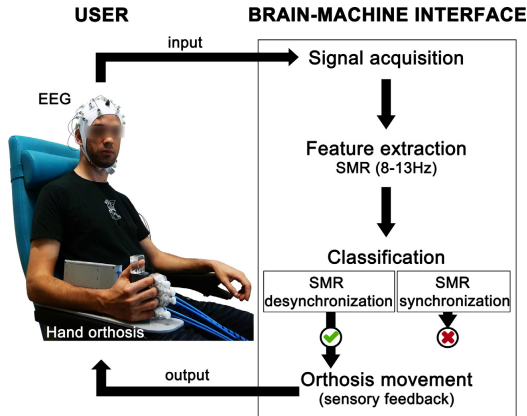 USER
BRAIN-MACHINE INTERFACE
input
EEG
Hand orthosis
Signal acquisition
Feature extraction
SMR (8-13Hz)
Classification
SMR
desynchronization
SMR
synchronization
Orthosis movement
(sensory feedback)
output